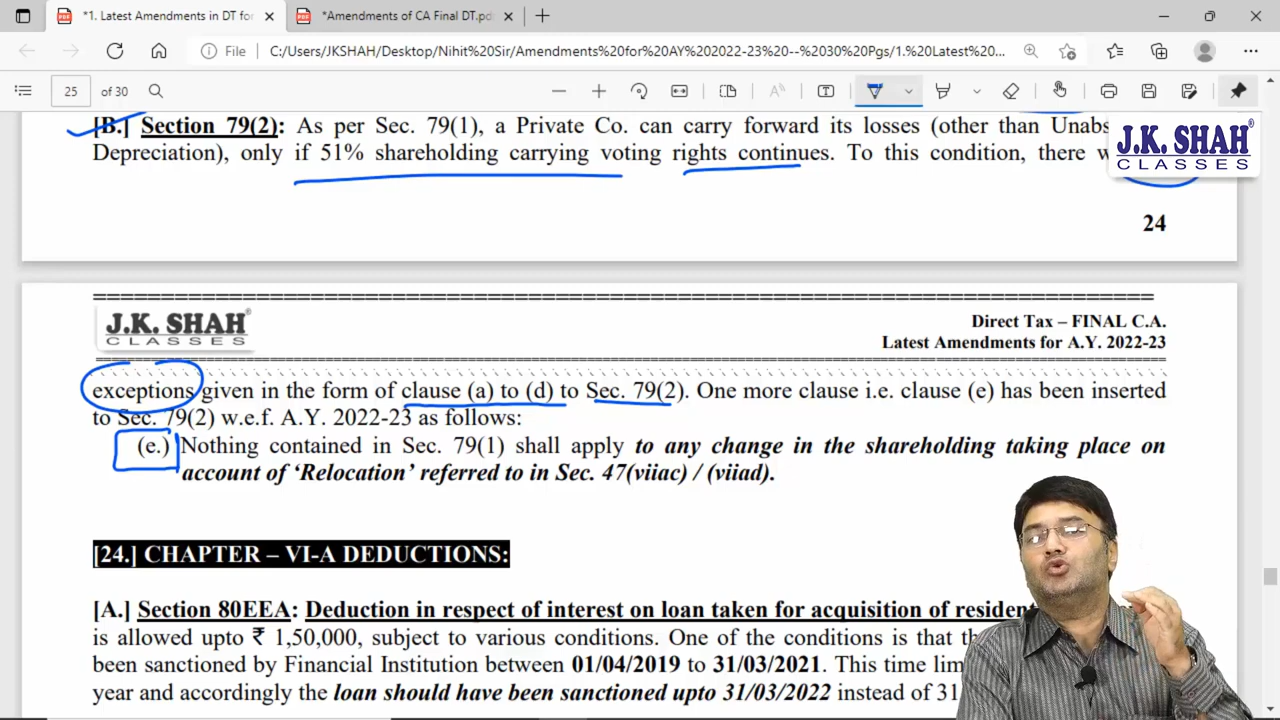 *1. Latest Amendments in DT for
*Amendments of CA Final DT.pd
File
C:/Users/JKSHAH/Desktop/Nihit%20Sir/Amendments%20for%20AY%202022-23%20--%2030%20Pgs/1.%20Latest%20...
25 of 30
[B.] Section 79(2): As per Sec. 79(1), a Private Co. can carry forward its losses (other than Unabs
Depreciation), only if 51% shareholding carrying voting rights continues. To this condition, there w
J.K. SHAH
CLASSES
24
J.K. SHAH
CLASSES
Direct Tax – FINAL C.A.
Latest Amendments for A.Y. 2022-23
exceptions given in the form of clause (a) to (d) to Sec. 79(2). One more clause i.e. clause (e) has been inserted
to Sec. 79(2) w.e.f. A.Y. 2022-23 as follows:
(e.) Nothing contained in Sec. 79(1) shall apply to any change in the shareholding taking place on
account of ‘Relocation’ referred to in Sec. 47(viiac) / (viiad).
[24.] CHAPTER – VI-A DEDUCTIONS:
[A.] Section 80EEA: Deduction in respect of interest on loan taken for acquisition of resident
is allowed upto ₹ 1,50,000, subject to various conditions. One of the conditions is that th
been sanctioned by Financial Institution between 01/04/2019 to 31/03/2021. This time lim
year and accordingly the loan should have been sanctioned upto 31/03/2022 instead of 31